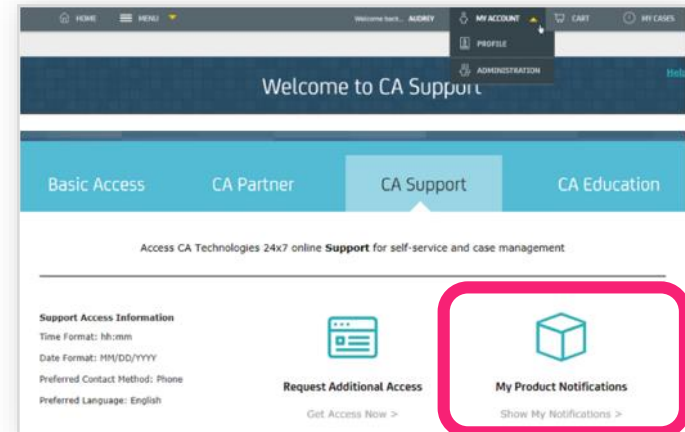 HOME MENU Welcome back... AUDREY MY ACCOUNT CART MY CASES
PROFILE
ADMINISTRATION
Welcome to CA Support
Help
Basic Access CA Partner CA Support CA Education
Access CA Technologies 24x7 online Support for self-service and case management
Support Access Information
Time Format: hh:mm
Date Format: MM/DD/YYYY
Preferred Contact Method: Phone
Preferred Language: English
Request Additional Access
Get Access Now >
My Product Notifications
Show My Notifications >